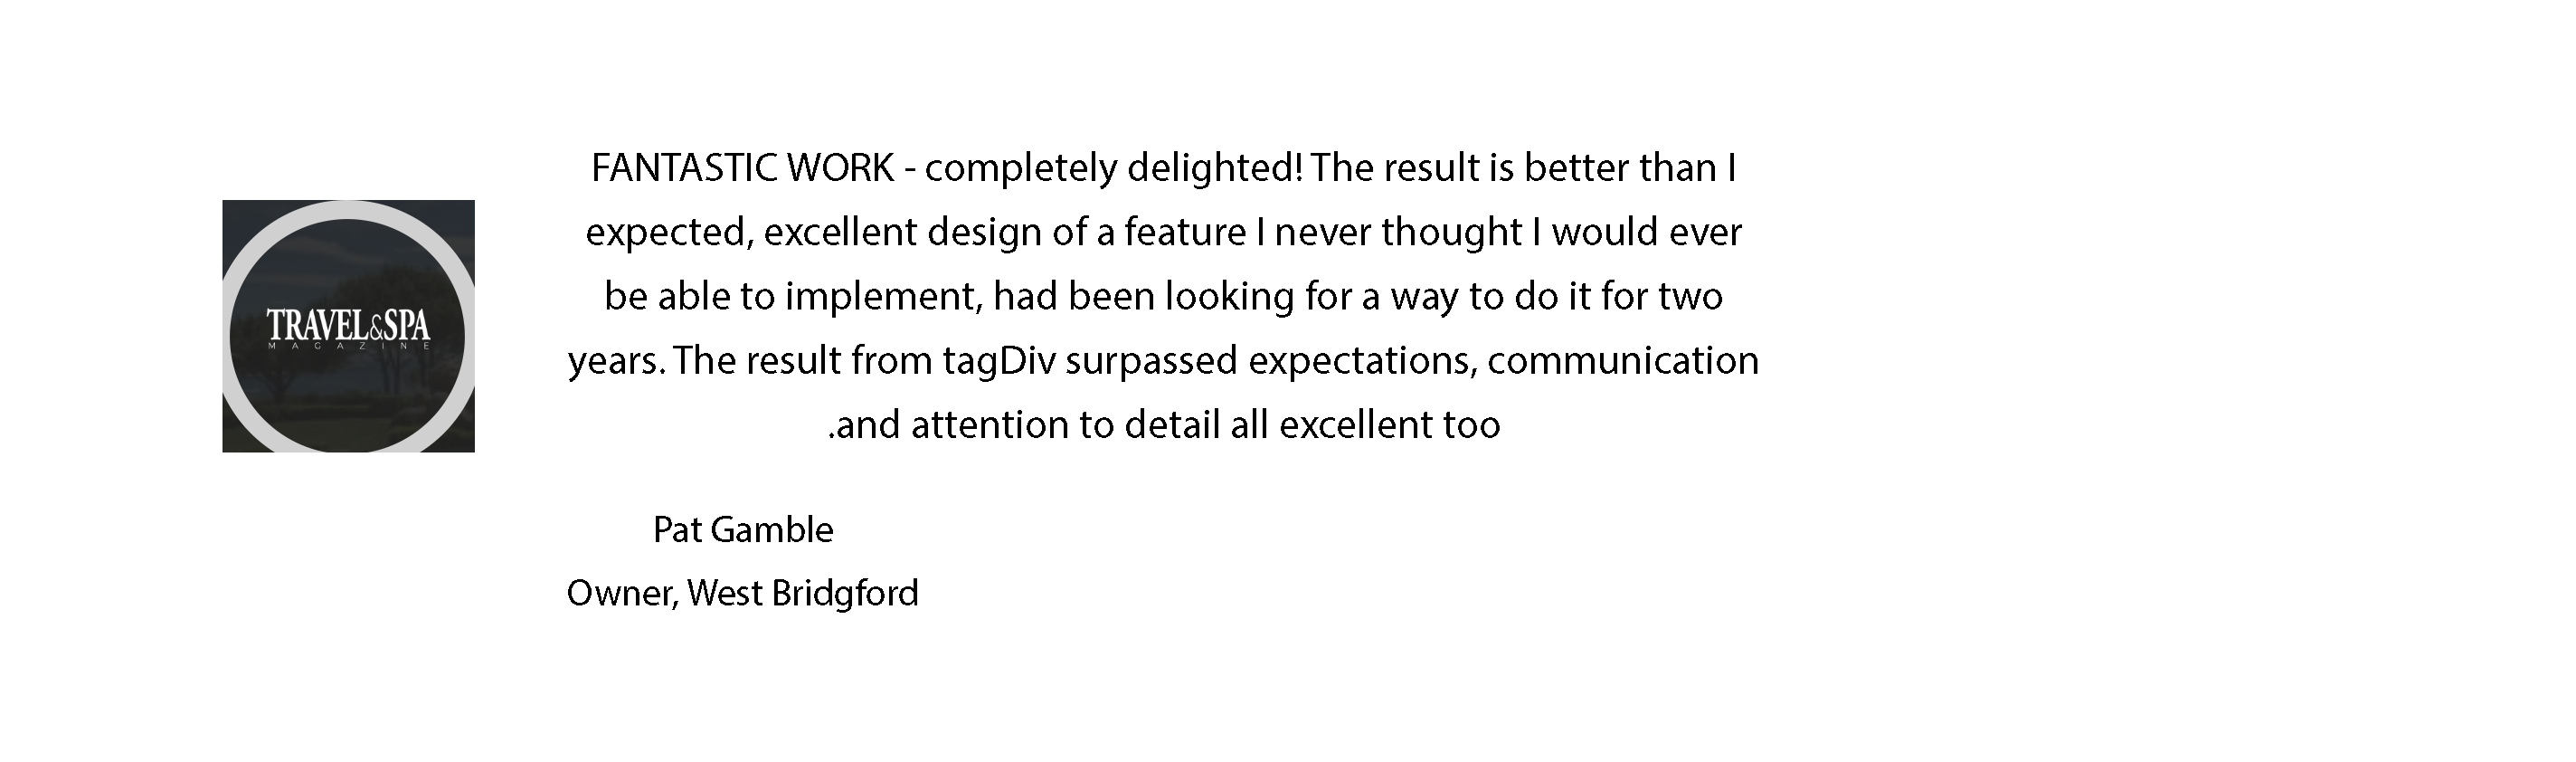 FANTASTIC WORK - completely delighted! The result is better than I
expected, excellent design of a feature I never thought I would ever
be able to implement, had been looking for a way to do it for two
years. The result from tagDiv surpassed expectations, communication
.and attention to detail all excellent too
TRAVEL&SPA
MAGAZINE
Pat Gamble
Owner, West Bridgford